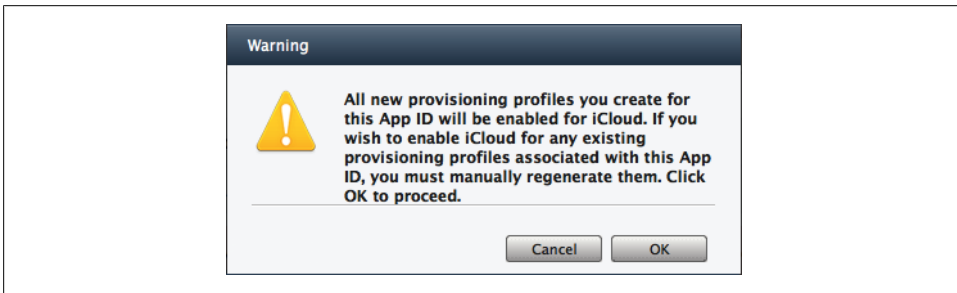 Warning
All new provisioning profiles you create for
this App ID will be enabled for iCloud. If you
wish to enable iCloud for any existing
provisioning profiles associated with this App
ID, you must manually regenerate them. Click
OK to proceed.
Cancel OK